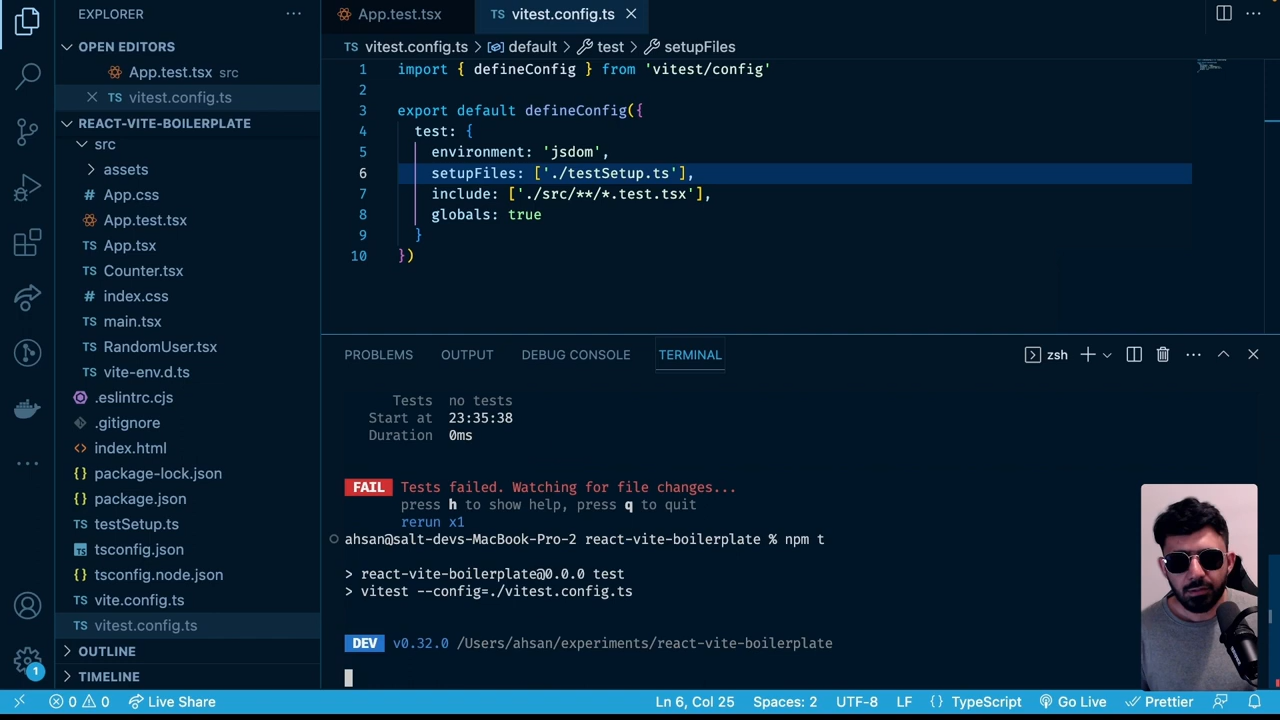 EXPLORER
OPEN EDITORS
App.test.tsx src
vitest.config.ts
REACT-VITE-BOILERPLATE
src
assets
App.css
App.test.tsx
App.tsx
Counter.tsx
index.css
main.tsx
RandomUser.tsx
vite-env.d.ts
.eslintrc.cjs
.gitignore
index.html
package-lock.json
package.json
testSetup.ts
tsconfig.json
tsconfig.node.json
vite.config.ts
vitest.config.ts
OUTLINE
TIMELINE
App.test.tsx
vitest.config.ts
vitest.config.ts > default > test > setupFiles
1 import { defineConfig } from 'vitest/config'
2
3 export default defineConfig({
4 test: {
5 environment: 'jsdom',
6 setupFiles: ['./testSetup.ts'],
7 include: ['./src/**/*.test.tsx'],
8 globals: true
9 }
10 })
PROBLEMS OUTPUT DEBUG CONSOLE TERMINAL
zsh
Tests no tests
Start at 23:35:38
Duration 0ms
FAIL Tests failed. Watching for file changes...
press h to show help, press q to quit
rerun x1
ahsan@salt-devs-MacBook-Pro-2 react-vite-boilerplate % npm t
> react-vite-boilerplate@0.0.0 test
> vitest --config=./vitest.config.ts
DEV v0.32.0 /Users/ahsan/experiments/react-vite-boilerplate
1
0 0 Live Share Ln 6, Col 25 Spaces: 2 UTF-8 LF {} TypeScript Go Live Prettier